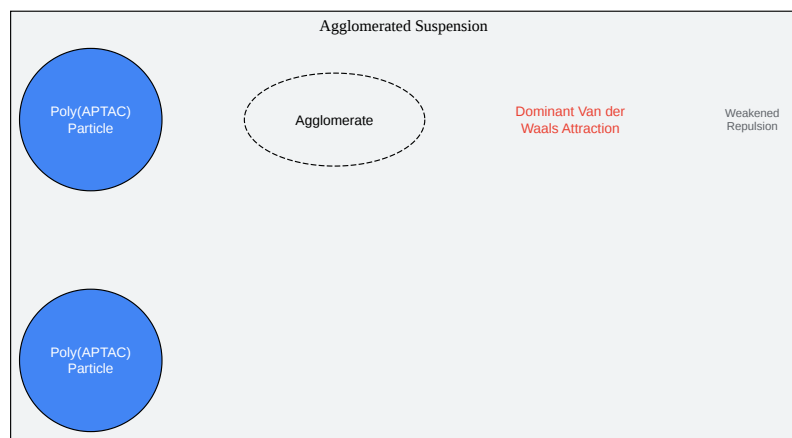 Agglomerated Suspension
Poly(APTAC)
Particle
Agglomerate
Dominant Van der
Waals Attraction
Weakened
Repulsion
Poly(APTAC)
Particle